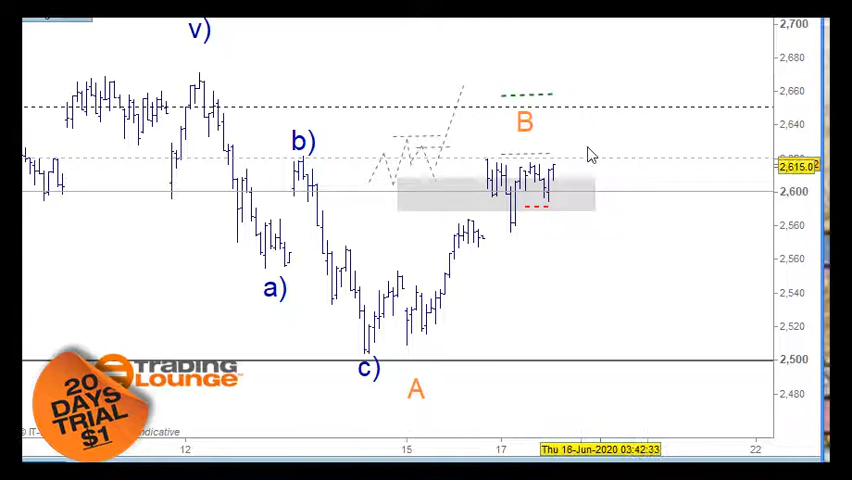 v)
b)
a)
c)
A
B
2,700
2,680
2,660
2,640
2,615.0
2,600
2,560
2,540
2,520
2,500
2,480
TRADING
LOUNGE
20
DAYS
TRIAL
$1
© IT-
indicative
12
15
17
Thu 18-Jun-2020 03:42:33
22